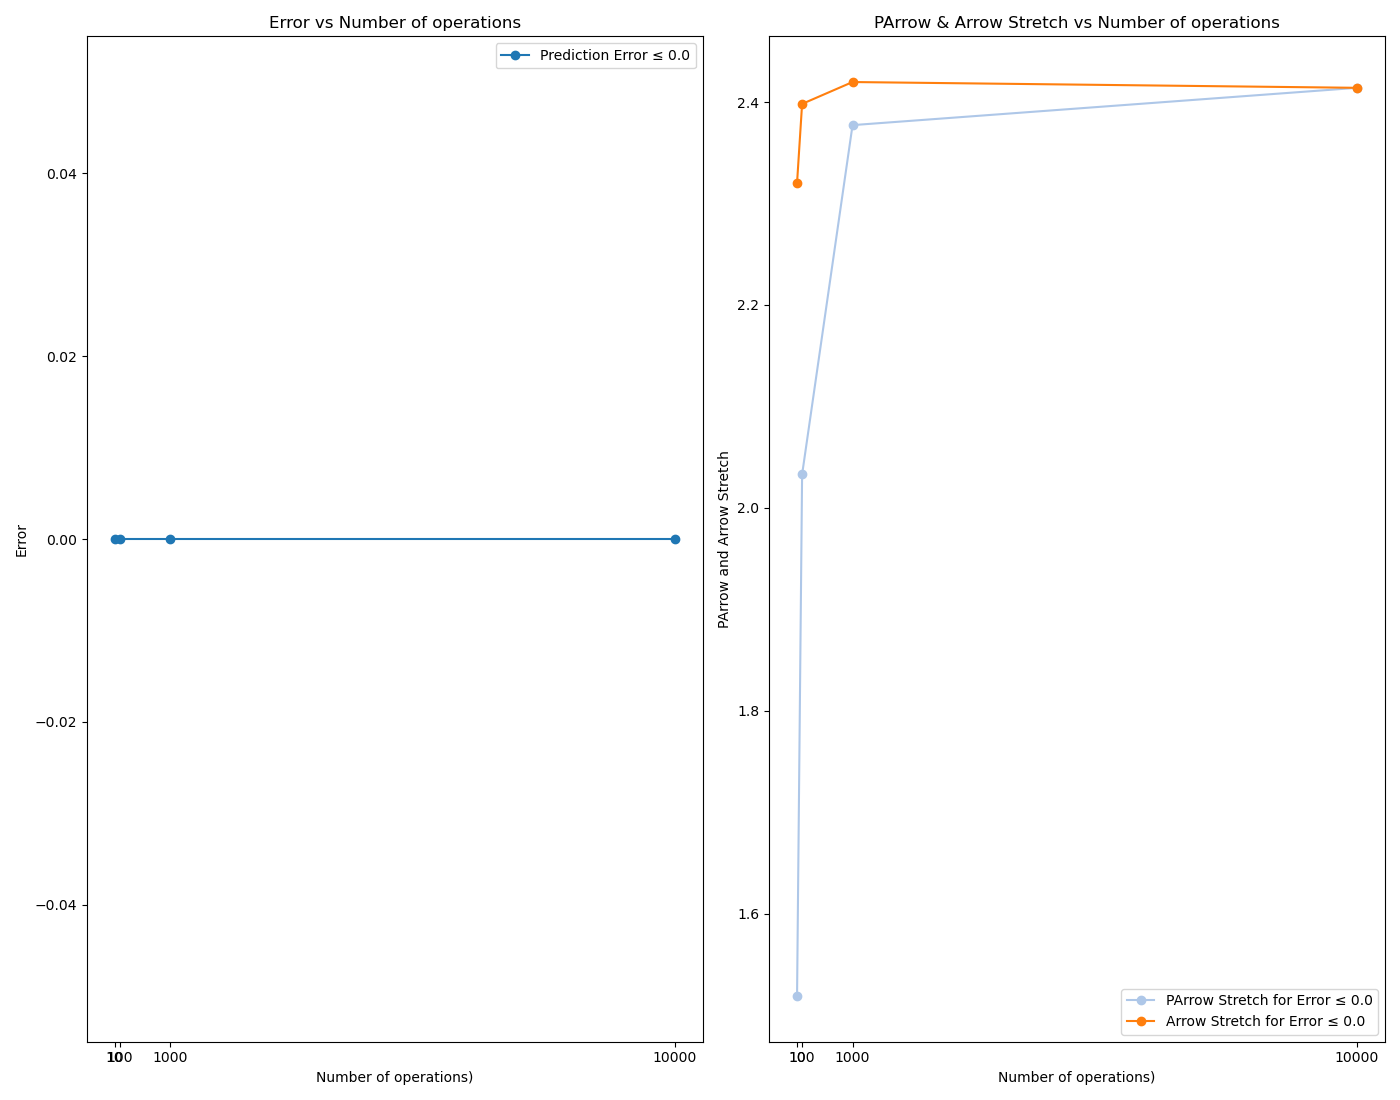 Error vs Number of operations
Prediction Error ≤ 0.0
0.04
0.02
0.00
−0.02
−0.04
Error
10 100 1000 10000
Number of operations)
PArrow & Arrow Stretch vs Number of operations
2.4
2.2
2.0
1.8
1.6
PArrow and Arrow Stretch
PArrow Stretch for Error ≤ 0.0
Arrow Stretch for Error ≤ 0.0
10 100 1000 10000
Number of operations)